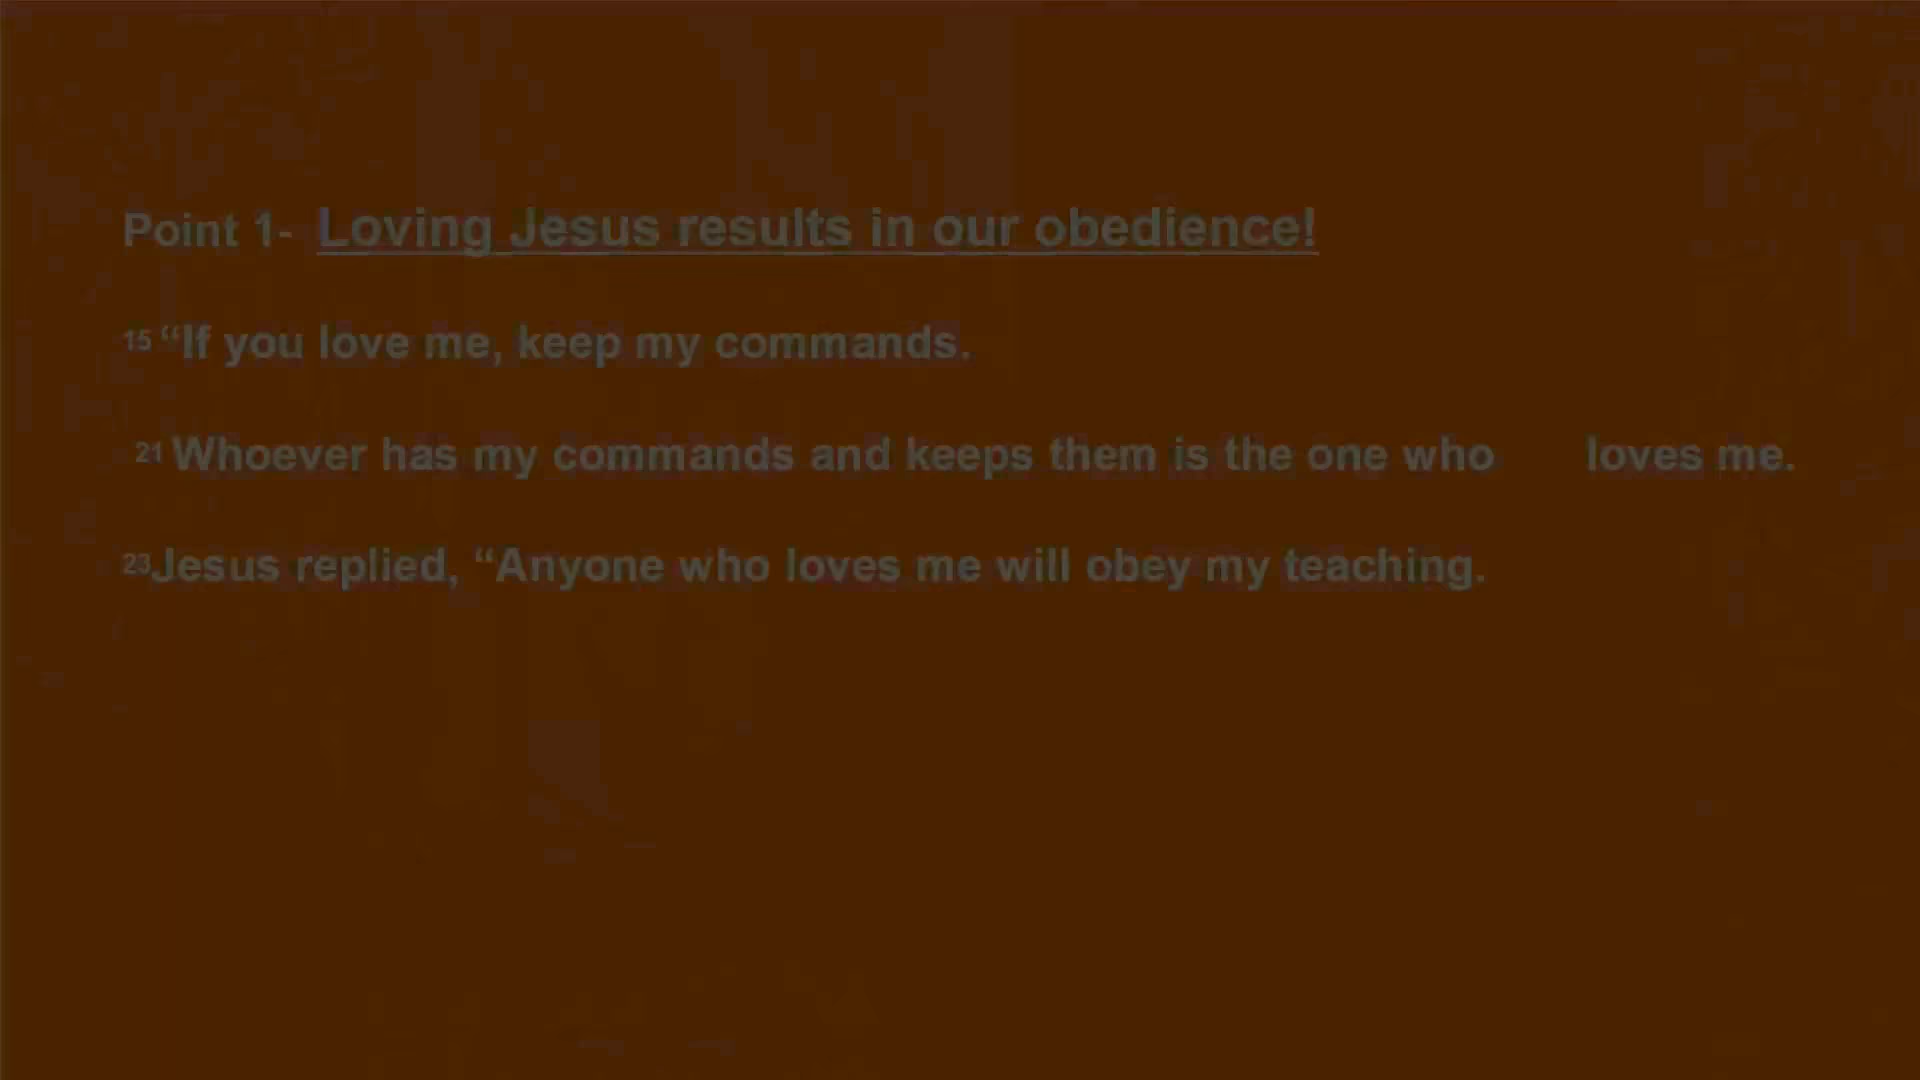 Point 1- Loving Jesus results in our obedience!
15 “If you love me, keep my commands.
21 Whoever has my commands and keeps them is the one who loves me.
23Jesus replied, “Anyone who loves me will obey my teaching.